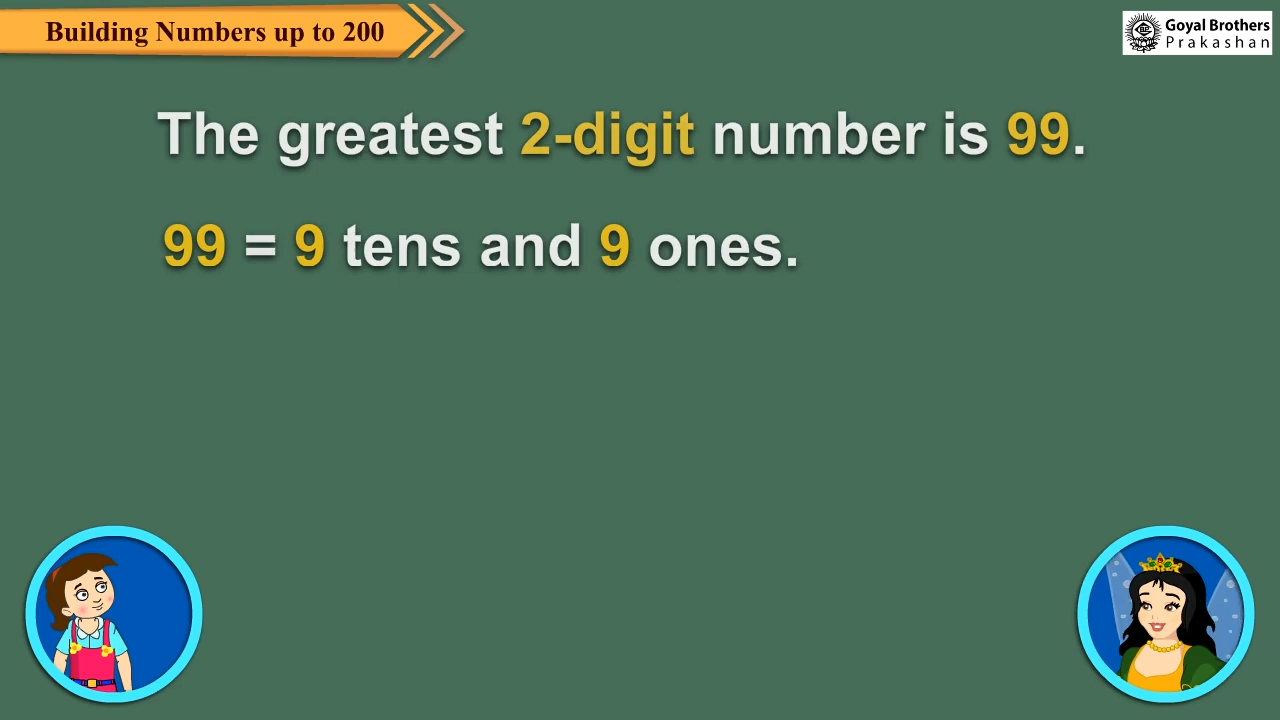 Building Numbers up to 200
Goyal Brothers
Prakashan
The greatest 2-digit number is 99.
99 = 9 tens and 9 ones.